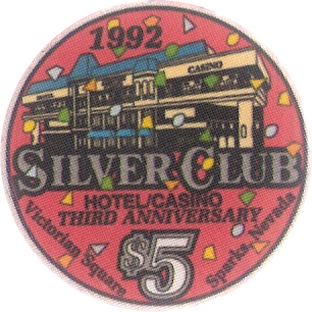 1992
CASINO
SILVER CLUB
HOTEL/CASINO
THIRD ANNIVERSARY
Victorian Square
Sparks, Nevada
$5